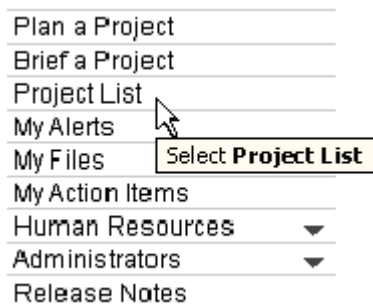 Plan a Project
Brief a Project
Project List
My Alerts
My Files
Select Project List
My Action Items
Human Resources
Administrators
Release Notes